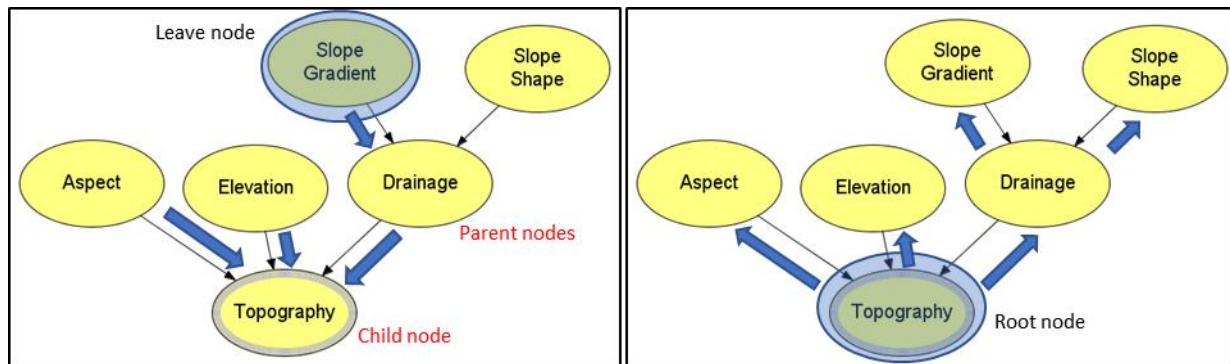 Leave node
Slope
Gradient
Slope
Shape
Aspect
Elevation
Drainage
Parent nodes
Topography
Child node
Slope
Gradient
Slope
Shape
Aspect
Elevation
Drainage
Topography
Root node